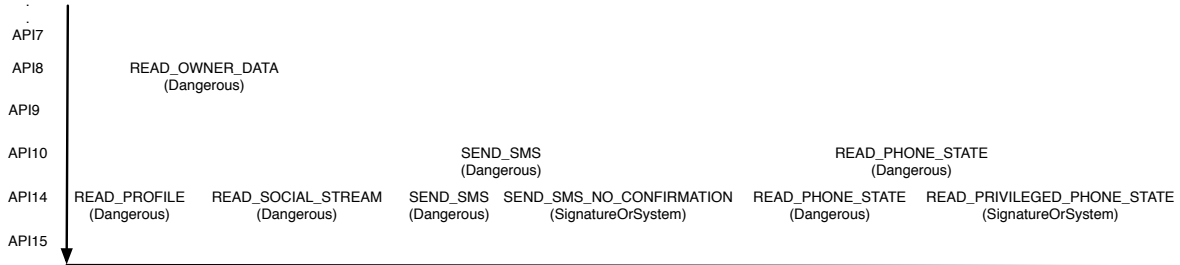 .
.
API7
API8 READ_OWNER_DATA
(Dangerous)
API9
API10 SEND_SMS READ_PHONE_STATE
(Dangerous) (Dangerous)
API14 READ_PROFILE READ_SOCIAL_STREAM SEND_SMS SEND_SMS_NO_CONFIRMATION READ_PHONE_STATE READ_PRIVILEGED_PHONE_STATE
(Dangerous) (Dangerous) (Dangerous) (SignatureOrSystem) (Dangerous) (SignatureOrSystem)
API15